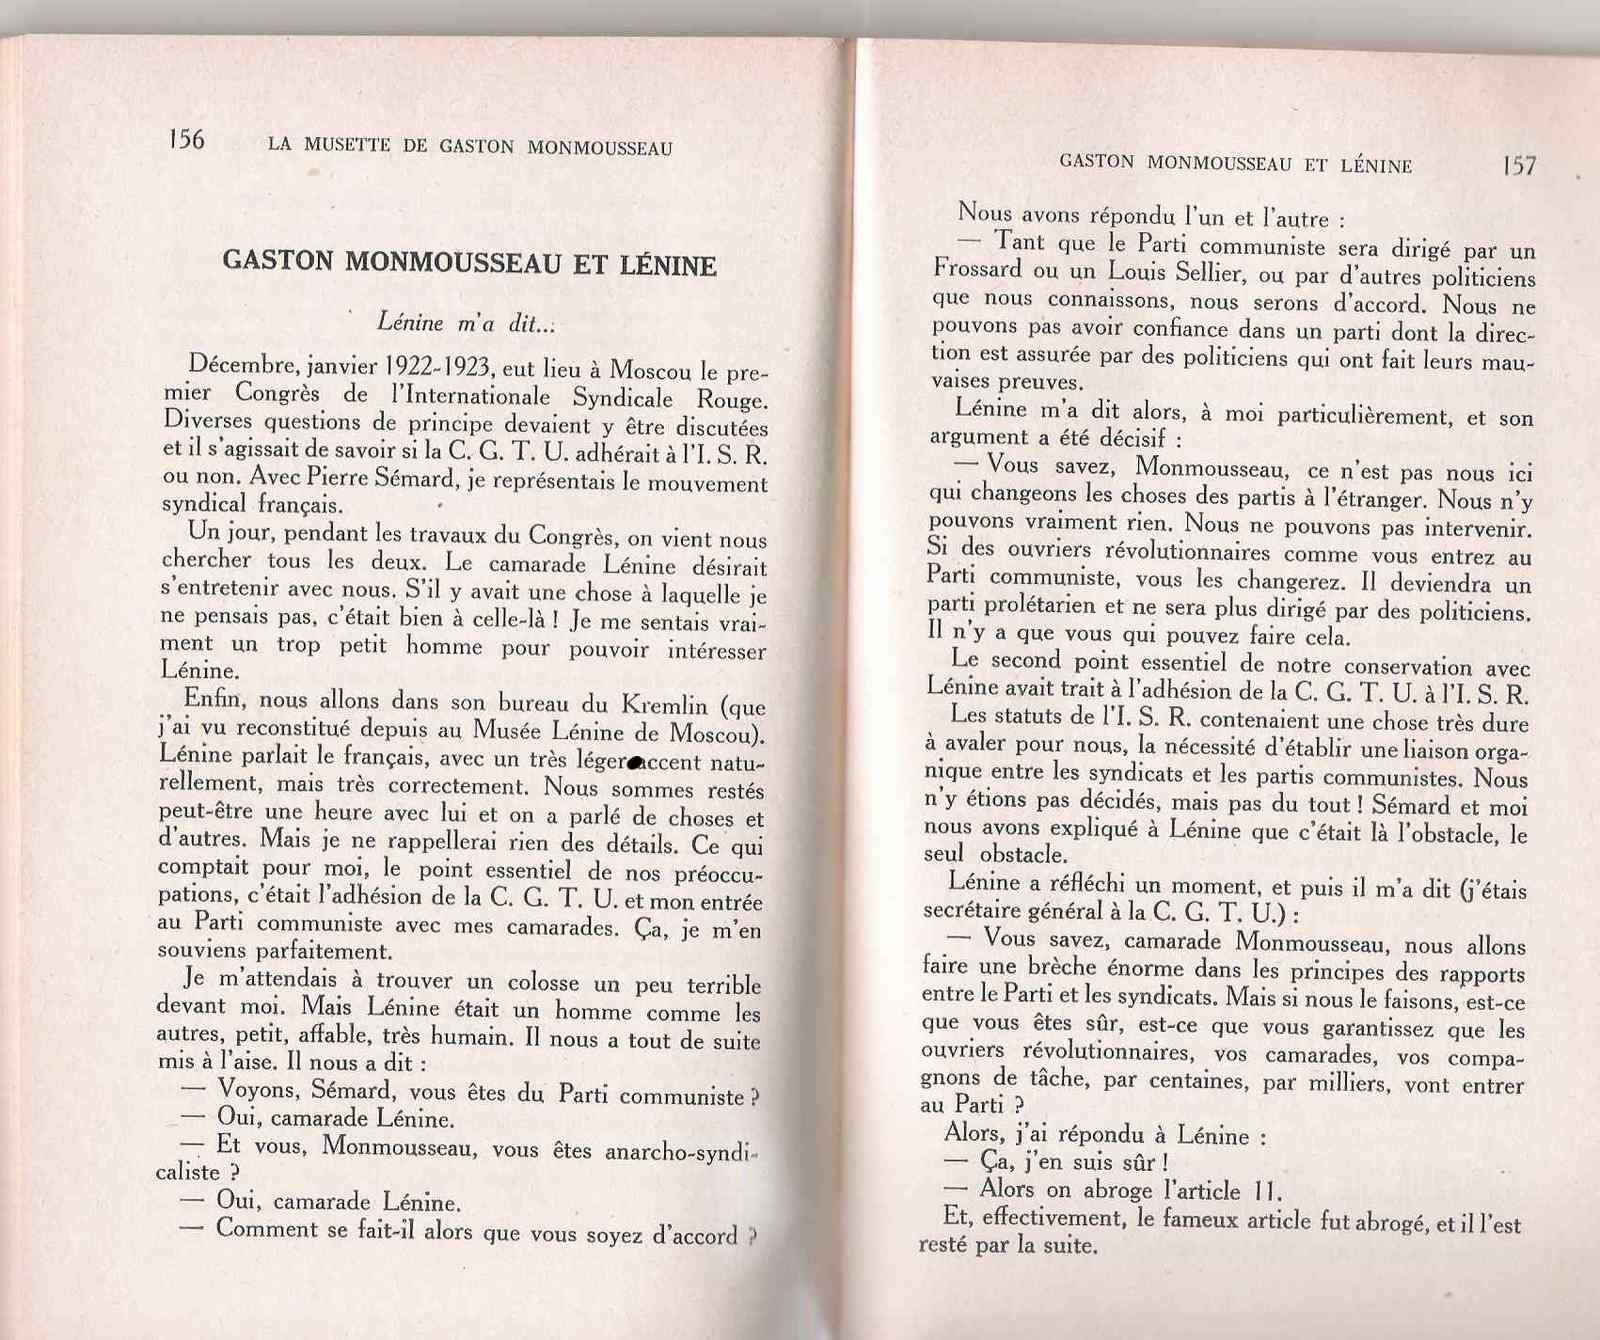 156 LA MUSETTE DE GASTON MONMOUSSEAU
GASTON MONMOUSSEAU ET LÉNINE
Lénine m'a dit...
Décembre, janvier 1922-1923, eut lieu à Moscou le pre-
mier Congrès de l'Internationale Syndicale Rouge.
Diverses questions de principe devaient y être discutées
et il s'agissait de savoir si la C. G. T. U. adhérait à l'I. S. R.
ou non. Avec Pierre Sémard, je représentais le mouvement
syndical français.
Un jour, pendant les travaux du Congrès, on vient nous
chercher tous les deux. Le camarade Lénine désirait
s'entretenir avec nous. S'il y avait une chose à laquelle je
ne pensais pas, c'était bien à celle-là ! Je me sentais vrai-
ment un trop petit homme pour pouvoir intéresser
Lénine.
Enfin, nous allons dans son bureau du Kremlin (que
j'ai vu reconstitué depuis au Musée Lénine de Moscou).
Lénine parlait le français, avec un très léger accent natu-
rellement, mais très correctement. Nous sommes restés
peut-être une heure avec lui et on a parlé de choses et
d'autres. Mais je ne rappellerai rien des détails. Ce qui
comptait pour moi, le point essentiel de nos préoccu-
pations, c'était l'adhésion de la C. G. T. U. et mon entrée
au Parti communiste avec mes camarades. Ça, je m'en
souviens parfaitement.
Je m'attendais à trouver un colosse un peu terrible
devant moi. Mais Lénine était un homme comme les
autres, petit, affable, très humain. Il nous a tout de suite
mis à l'aise. Il nous a dit :
— Voyons, Sémard, vous êtes du Parti communiste ?
— Oui, camarade Lénine.
— Et vous, Monmousseau, vous êtes anarcho-syndi-
caliste ?
— Oui, camarade Lénine.
— Comment se fait-il alors que vous soyez d'accord ?
GASTON MONMOUSSEAU ET LÉNINE 157
Nous avons répondu l'un et l'autre :
— Tant que le Parti communiste sera dirigé par un
Frossard ou un Louis Sellier, ou par d'autres politiciens
que nous connaissons, nous serons d'accord. Nous ne
pouvons pas avoir confiance dans un parti dont la direc-
tion est assurée par des politiciens qui ont fait leurs mau-
vaises preuves.
Lénine m'a dit alors, à moi particulièrement, et son
argument a été décisif :
— Vous savez, Monmousseau, ce n'est pas nous ici
qui changeons les choses des partis à l'étranger. Nous n'y
pouvons vraiment rien. Nous ne pouvons pas intervenir.
Si des ouvriers révolutionnaires comme vous entrez au
Parti communiste, vous les changerez. Il deviendra un
parti prolétarien et ne sera plus dirigé par des politiciens.
Il n'y a que vous qui pouvez faire cela.
Le second point essentiel de notre conservation avec
Lénine avait trait à l'adhésion de la C. G. T. U. à l'I. S. R.
Les statuts de l'I. S. R. contenaient une chose très dure
à avaler pour nous, la nécessité d'établir une liaison orga-
nique entre les syndicats et les partis communistes. Nous
n'y étions pas décidés, mais pas du tout ! Sémard et moi
nous avons expliqué à Lénine que c'était là l'obstacle, le
seul obstacle.
Lénine a réfléchi un moment, et puis il m'a dit (j'étais
secrétaire général à la C. G. T. U.) :
— Vous savez, camarade Monmousseau, nous allons
faire une brèche énorme dans les principes des rapports
entre le Parti et les syndicats. Mais si nous le faisons, est-ce
que vous êtes sûr, est-ce que vous garantissez que les
ouvriers révolutionnaires, vos camarades, vos compa-
gnons de tâche, par centaines, par milliers, vont entrer
au Parti ?
Alors, j'ai répondu à Lénine :
— Ça, j'en suis sûr !
— Alors on abroge l'article 11.
Et, effectivement, le fameux article fut abrogé, et il l'est
resté par la suite.